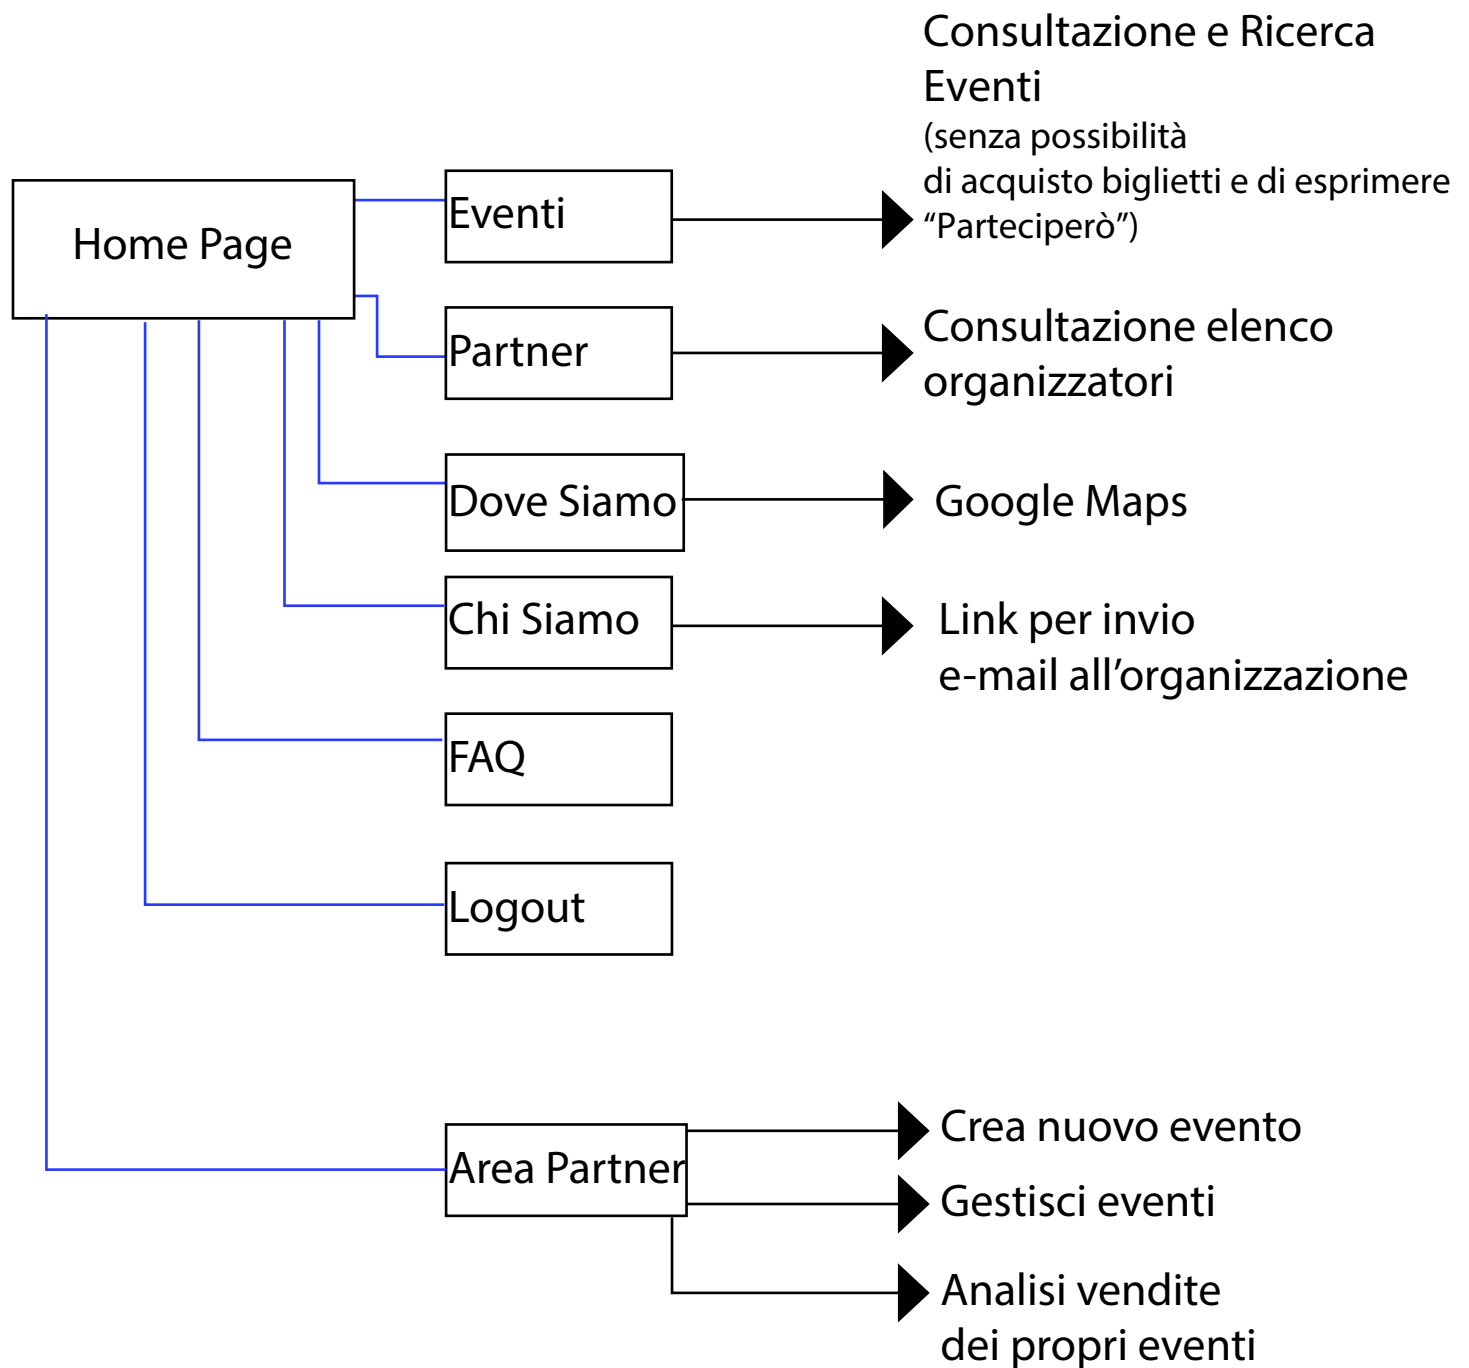 Home Page
Eventi
Consultazione e Ricerca
Eventi
(senza possibilità
di acquisto biglietti e di esprimere
“Parteciperò”)
Partner
Consultazione elenco
organizzatori
Dove Siamo
Google Maps
Chi Siamo
Link per invio
e-mail all’organizzazione
FAQ
Logout
Area Partner
Crea nuovo evento
Gestisci eventi
Analisi vendite
dei propri eventi